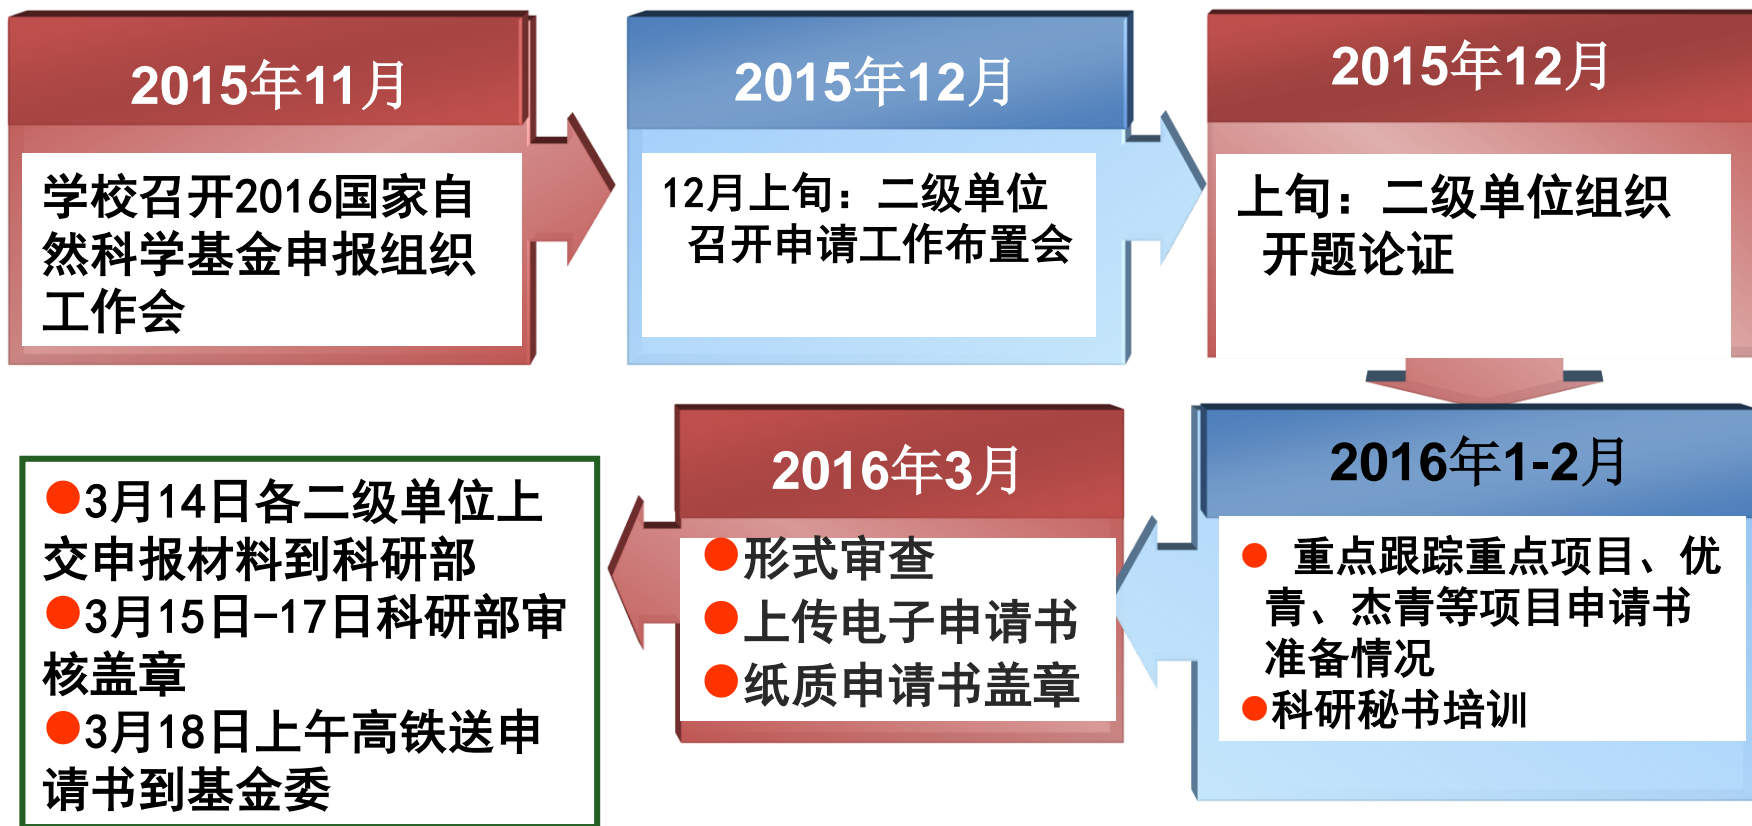 2015年11月
学校召开2016国家自
然科学基金申报组织
工作会
2015年12月
12月上旬：二级单位
召开申请工作布置会
2015年12月
上旬：二级单位组织
开题论证
2016年1-2月
● 重点跟踪重点项目、优
青、杰青等项目申请书
准备情况
●科研秘书培训
2016年3月
●形式审查
●上传电子申请书
●纸质申请书盖章
●3月14日各二级单位上
交申报材料到科研部
●3月15日-17日科研部审
核盖章
●3月18日上午高铁送申
请书到基金委